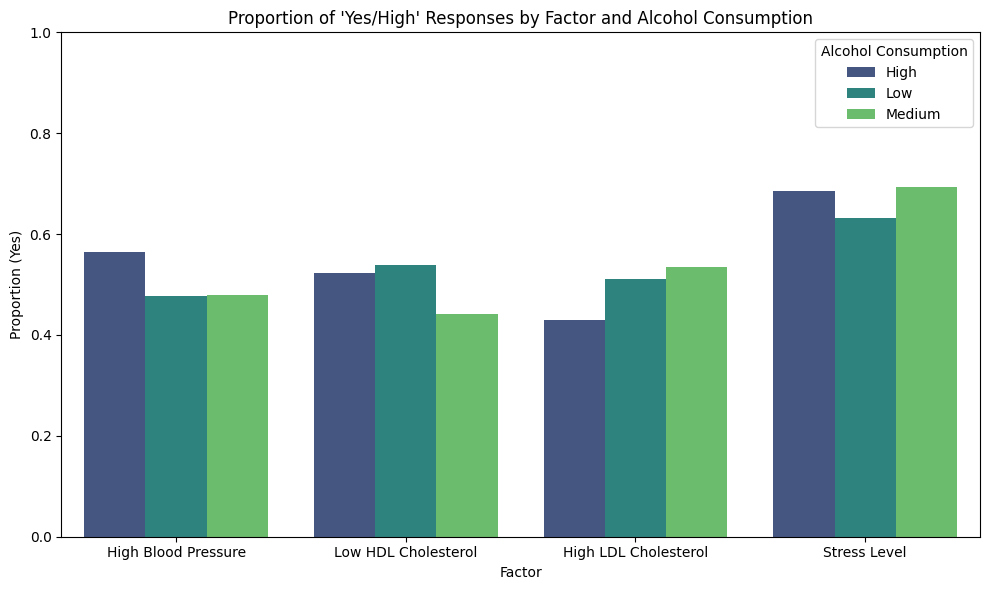 Proportion of 'Yes/High' Responses by Factor and Alcohol Consumption
Alcohol Consumption
High
Low
Medium
Proportion (Yes)
1.0
0.8
0.6
0.4
0.2
0.0
High Blood Pressure
Low HDL Cholesterol
High LDL Cholesterol
Stress Level
Factor